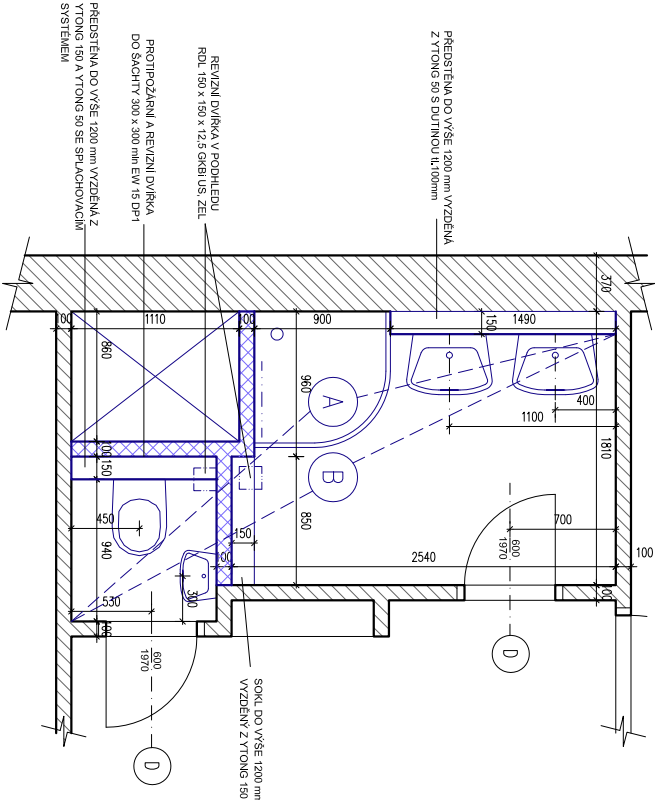 PŘEDSTĚNA DO VÝŠE 1200 mm VYZDĚNÁ
Z YTONG 50 S DUTINOU tl.100mm
REVIZNÍ DVÍŘKA V PODHLEDU
RDL 150 x 150 x 12,5 GKBi US. ZEL
PROTIPOŽÁRNÍ A REVIZNÍ DVÍŘKA
DO ŠACHTY 300 x 300 min EW 15 DP1
PŘEDSTĚNA DO VÝŠE 1200 mm VYZDĚNÁ Z
YTONG 150 A YTONG 50 SE SPLACHOVACÍM
SYSTÉMEM
SOKL DO VÝŠE 1200 mm
VYZDĚNÝ Z YTONG 150
370
100
1110
100
900
150
1490
860
960
400
1100
1810
A
B
100
150
450
940
850
150
100
2540
700
600
1970
100
100
530
300
100
600
1970
D
D